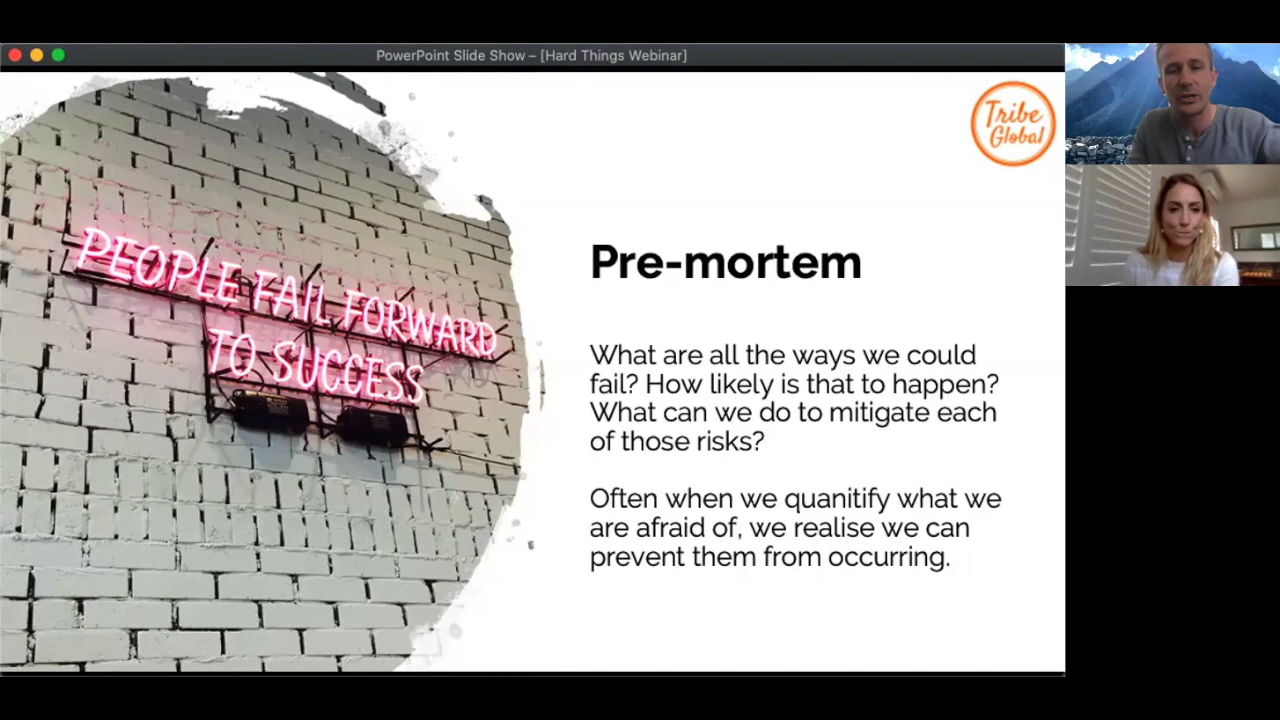 PowerPoint Slide Show – [Hard Things Webinar]
Tribe
Global
PEOPLE FAIL FORWARD
TO SUCCESS
Pre-mortem
What are all the ways we could
fail? How likely is that to happen?
What can we do to mitigate each
of those risks?
Often when we quanitify what we
are afraid of, we realise we can
prevent them from occurring.